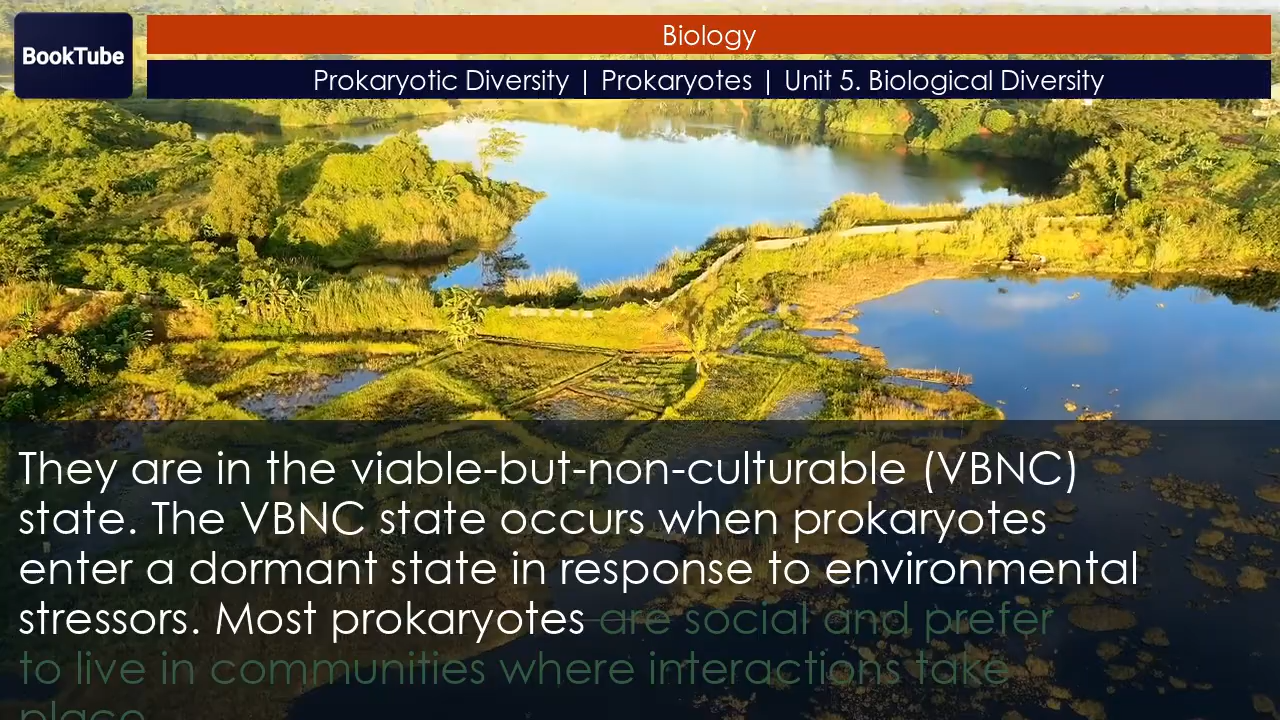 BookTube
Biology
Prokaryotic Diversity | Prokaryotes | Unit 5. Biological Diversity
They are in the viable-but-non-culturable (VBNC)
state. The VBNC state occurs when prokaryotes
enter a dormant state in response to environmental
stressors. Most prokaryotes are social and prefer
to live in communities where interactions take
place.